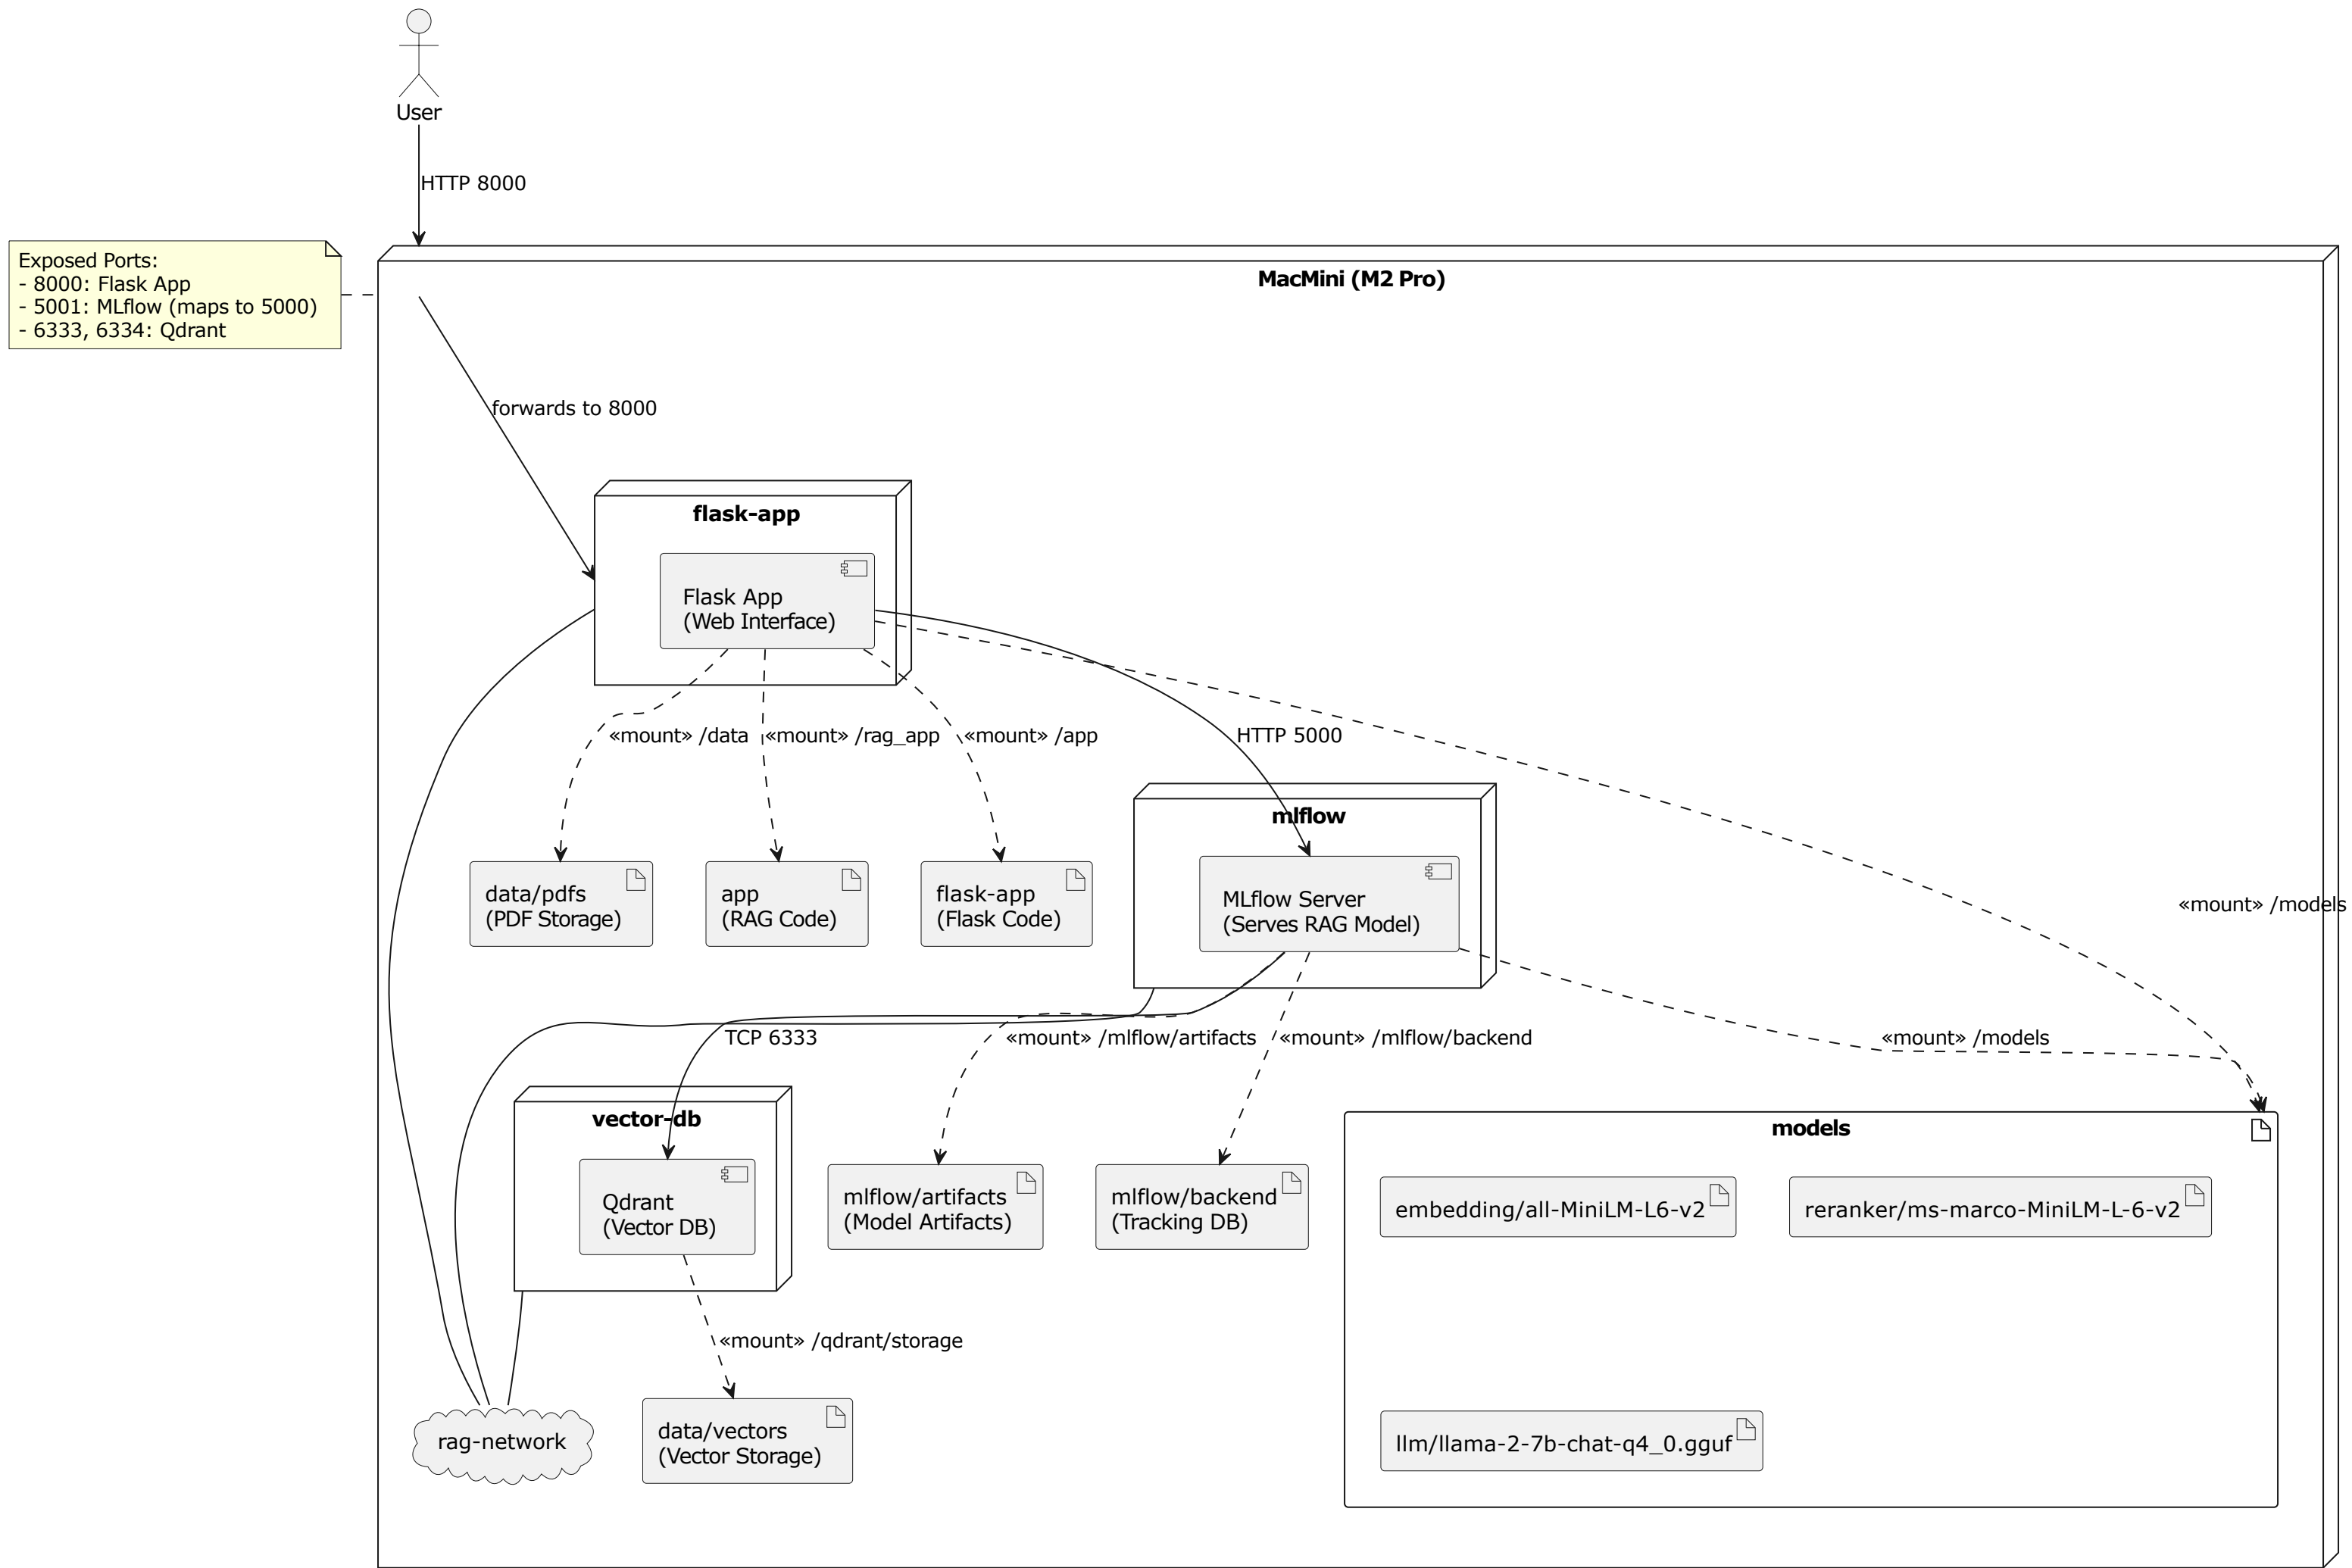 User
HTTP 8000
Exposed Ports:
- 8000: Flask App
- 5001: MLflow (maps to 5000)
- 6333, 6334: Qdrant
MacMini (M2 Pro)
forwards to 8000
flask-app
Flask App
(Web Interface)
«mount» /data
«mount» /rag_app
«mount» /app
HTTP 5000
mlflow
MLflow Server
(Serves RAG Model)
data/pdfs
(PDF Storage)
app
(RAG Code)
flask-app
(Flask Code)
«mount» /models
TCP 6333
«mount» /mlflow/artifacts
«mount» /mlflow/backend
«mount» /models
vector-db
Qdrant
(Vector DB)
mlflow/artifacts
(Model Artifacts)
mlflow/backend
(Tracking DB)
models
embedding/all-MiniLM-L6-v2
reranker/ms-marco-MiniLM-L-6-v2
llm/llama-2-7b-chat-q4_0.gguf
«mount» /qdrant/storage
rag-network
data/vectors
(Vector Storage)